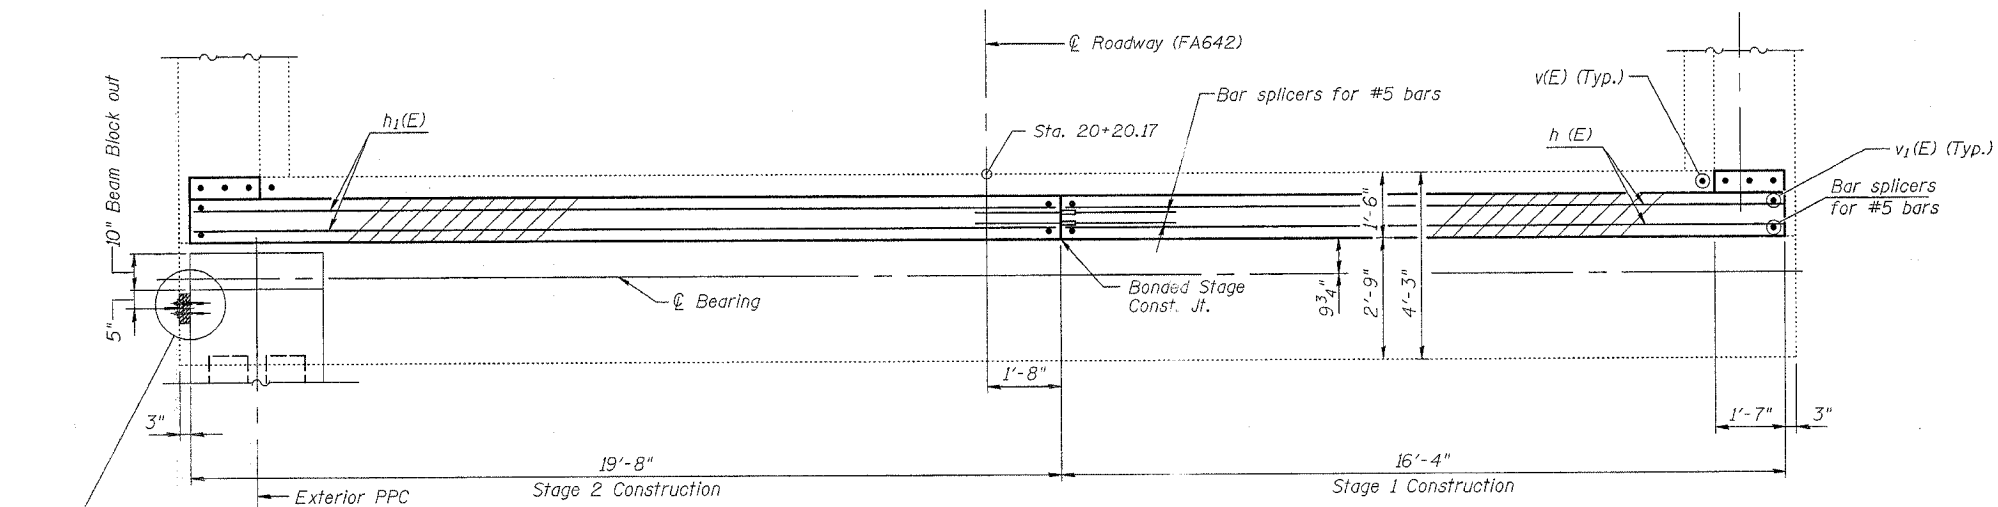 ℄ Roadway (FA642)
v(E) (Typ.)
Bar splicers for #5 bars
h₁(E)
Sta. 20+20.17
h (E)
v₁(E) (Typ.)
10" Beam Block out
Bar splicers
for #5 bars
1'-6"
℄ Bearing
Bonded Stage
Const. Jt.
9¾"
2'-9"
4'-3"
5"
1'-8"
3"
1'-7"
3"
19'-8"
16'-4"
Stage 2 Construction
Stage 1 Construction
Exterior PPC